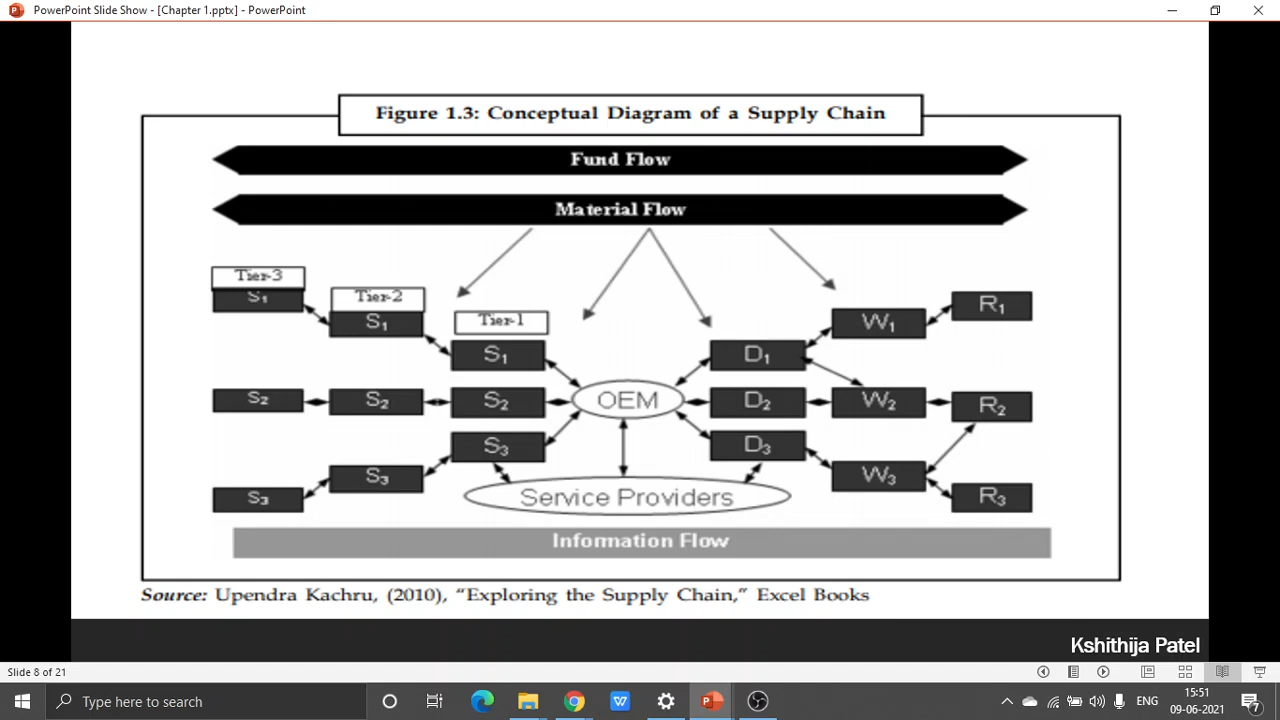 PowerPoint Slide Show - [Chapter 1.pptx] - PowerPoint
Figure 1.3: Conceptual Diagram of a Supply Chain
Fund Flow
Material Flow
Tier-3
S₁
Tier-2
S₁
Tier-1
S₁
D₁
W₁
R₁
S₂
S₂
S₂
OEM
D₂
W₂
R₂
S₃
S₃
S₃
D₃
W₃
R₃
Service Providers
Information Flow
Source: Upendra Kachru, (2010), “Exploring the Supply Chain,” Excel Books
Kshithija Patel
Slide 8 of 21
Type here to search
ENG
15:51
09-06-2021
7